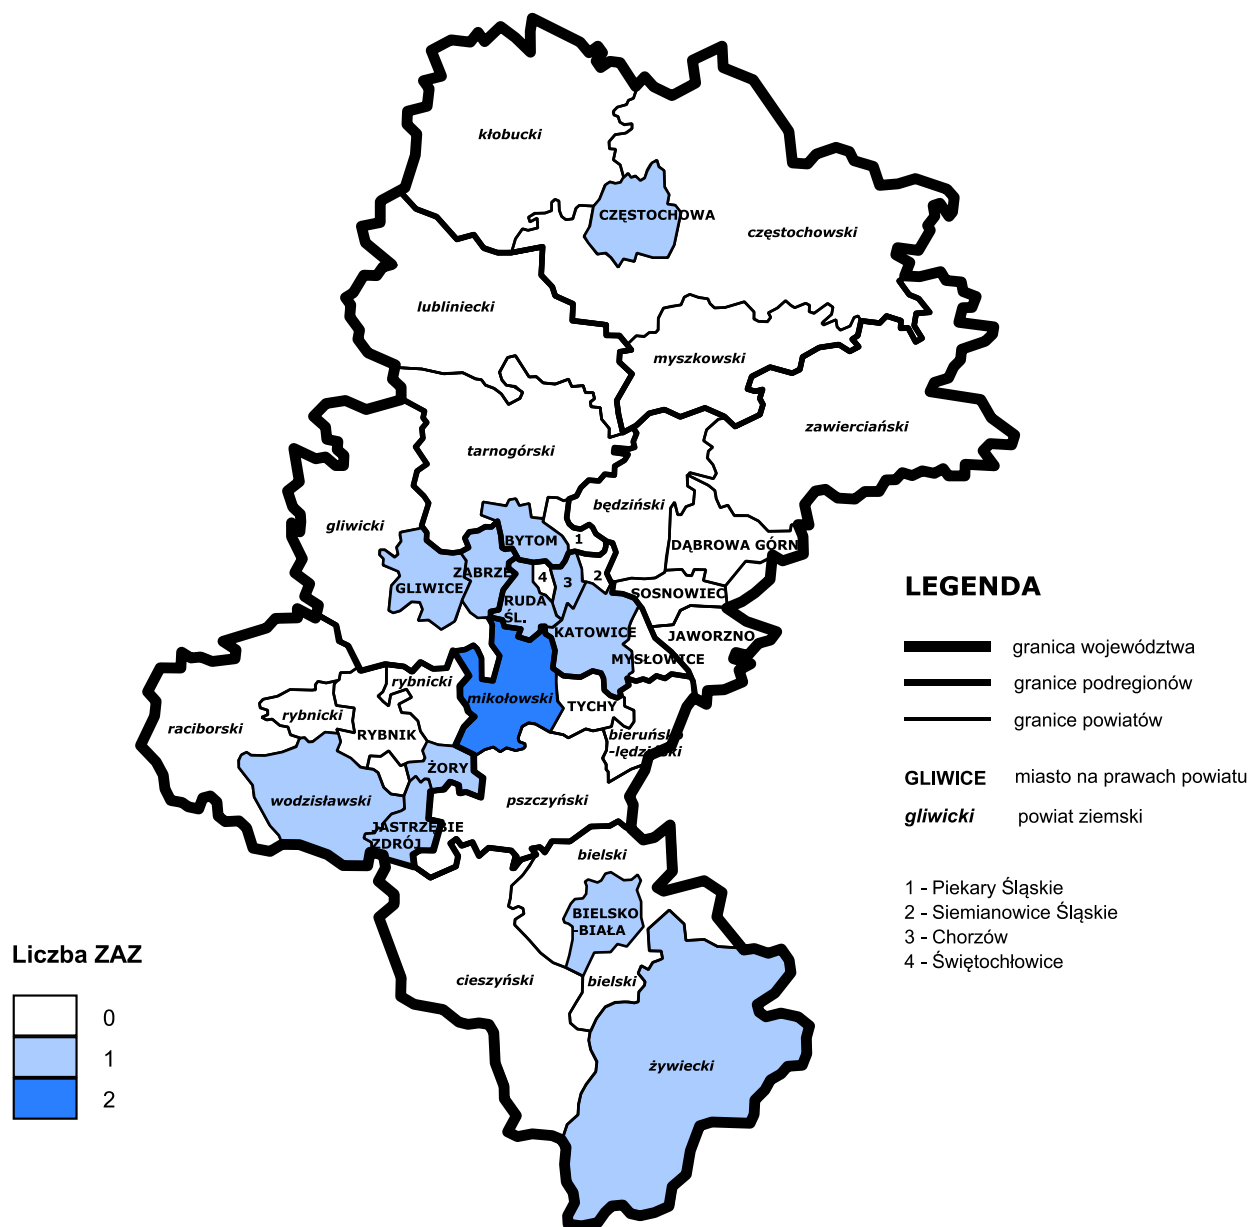 kłobucki
CZĘSTOCHOWA
częstochowski
lubliniecki
myszkowski
zawierciański
tarnogórski
będziński
gliwicki
BYTOM
1
DĄBROWA GÓRN
ZABRZE
GLIWICE
4
3
2
SOSNOWIEC
RUDA
ŚL.
KATOWICE
JAWORZNO
MYSŁOWICE
rybnicki
mikołowski
TYCHY
raciborski
rybnicki
RYBNIK
bieruńsko
-lędziński
ŻORY
wodzisławski
pszczyński
JASTRZĘBIE
ZDRÓJ
bielski
BIELSKO
-BIAŁA
cieszyński
bielski
żywiecki
LEGENDA
granica województwa
granice podregionów
granice powiatów
GLIWICE miasto na prawach powiatu
gliwicki powiat ziemski
1 - Piekary Śląskie
2 - Siemianowice Śląskie
3 - Chorzów
4 - Świętochłowice
Liczba ZAZ
0
1
2